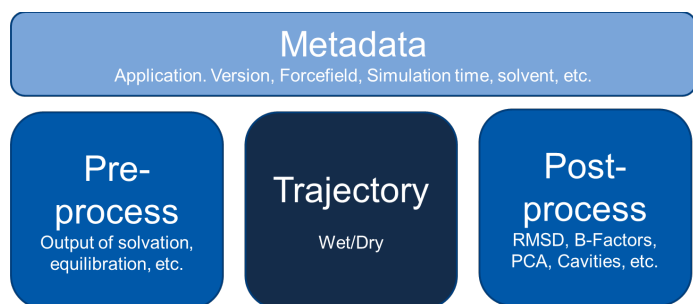 Metadata
Application. Version, Forcefield, Simulation time, solvent, etc.
Pre-
process
Output of solvation,
equilibration, etc.
Trajectory
Wet/Dry
Post-
process
RMSD, B-Factors,
PCA, Cavities, etc.